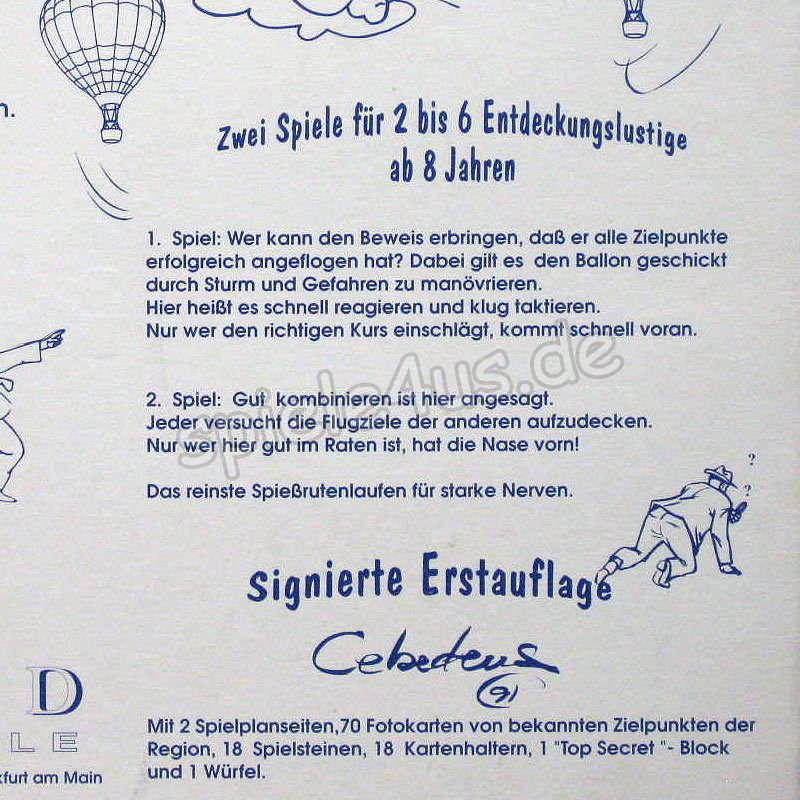 n.
Zwei Spiele für 2 bis 6 Entdeckungslustige
ab 8 Jahren
1. Spiel: Wer kann den Beweis erbringen, daß er alle Zielpunkte
erfolgreich angeflogen hat? Dabei gilt es den Ballon geschickt
durch Sturm und Gefahren zu manövrieren.
Hier heißt es schnell reagieren und klug taktieren.
Nur wer den richtigen Kurs einschlägt, kommt schnell voran.
spiele4us.de
2. Spiel: Gut kombinieren ist hier angesagt.
Jeder versucht die Flugziele der anderen aufzudecken.
Nur wer hier gut im Raten ist, hat die Nase vorn!
Das reinste Spießrutenlaufen für starke Nerven.
? ?
Signierte Erstauflage
91
D
LE
kfurt am Main
Mit 2 Spielplanseiten,70 Fotokarten von bekannten Zielpunkten der
Region, 18 Spielsteinen, 18 Kartenhaltern, 1 "Top Secret "- Block
und 1 Würfel.